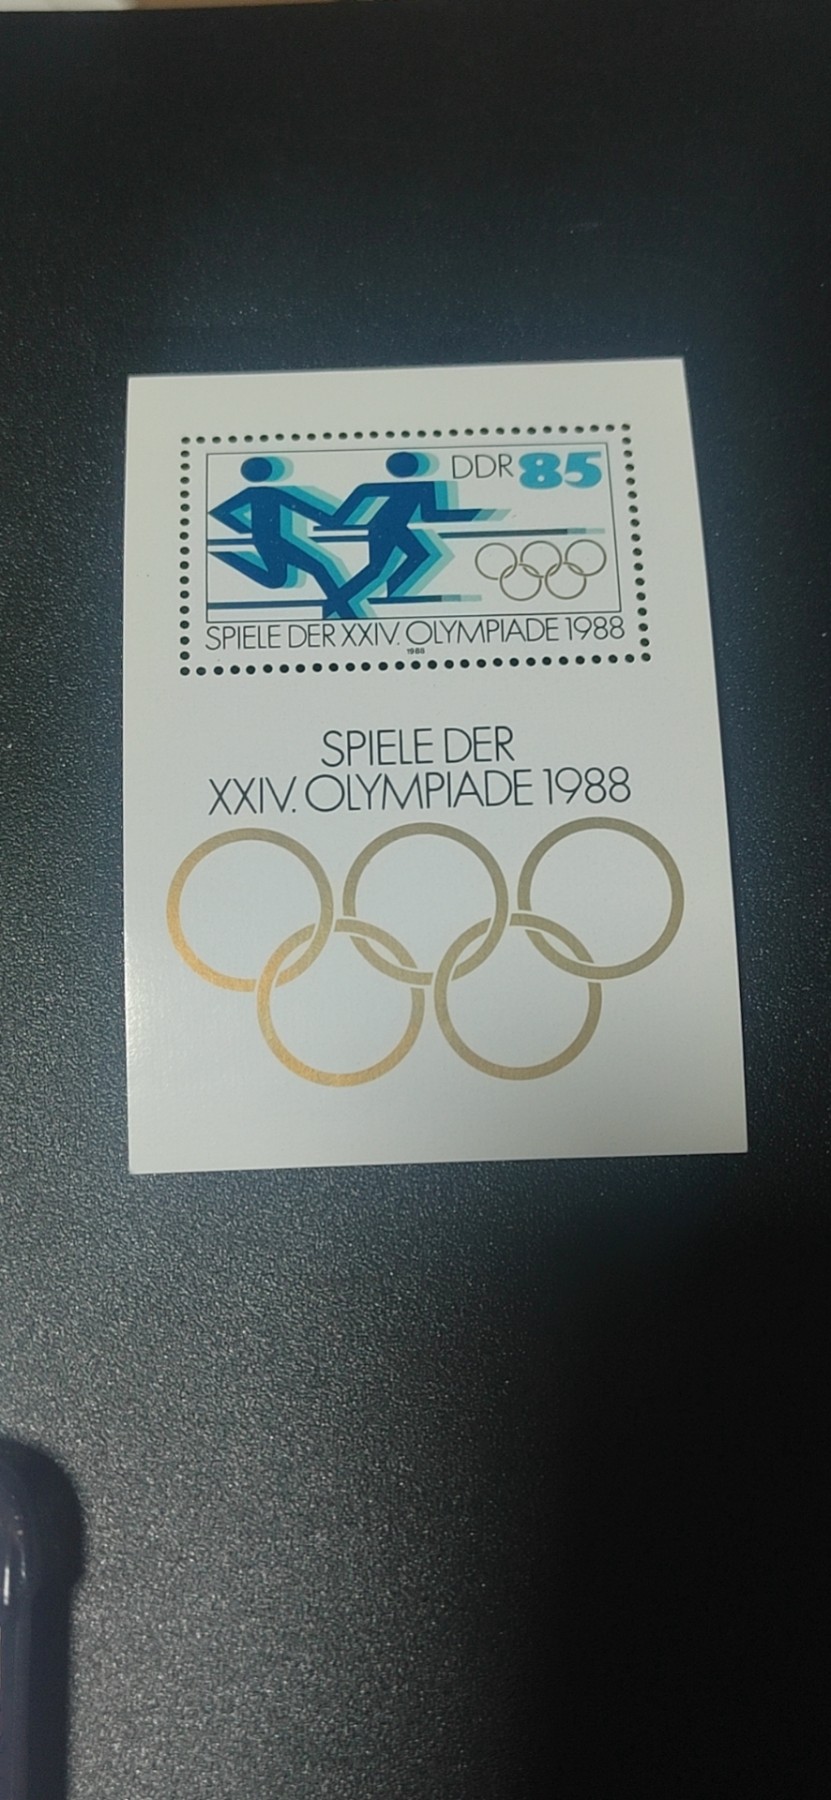 DDR 85
SPIELE DER XXIV. OLYMPIADE 1988
1988
SPIELE DER
XXIV. OLYMPIADE 1988